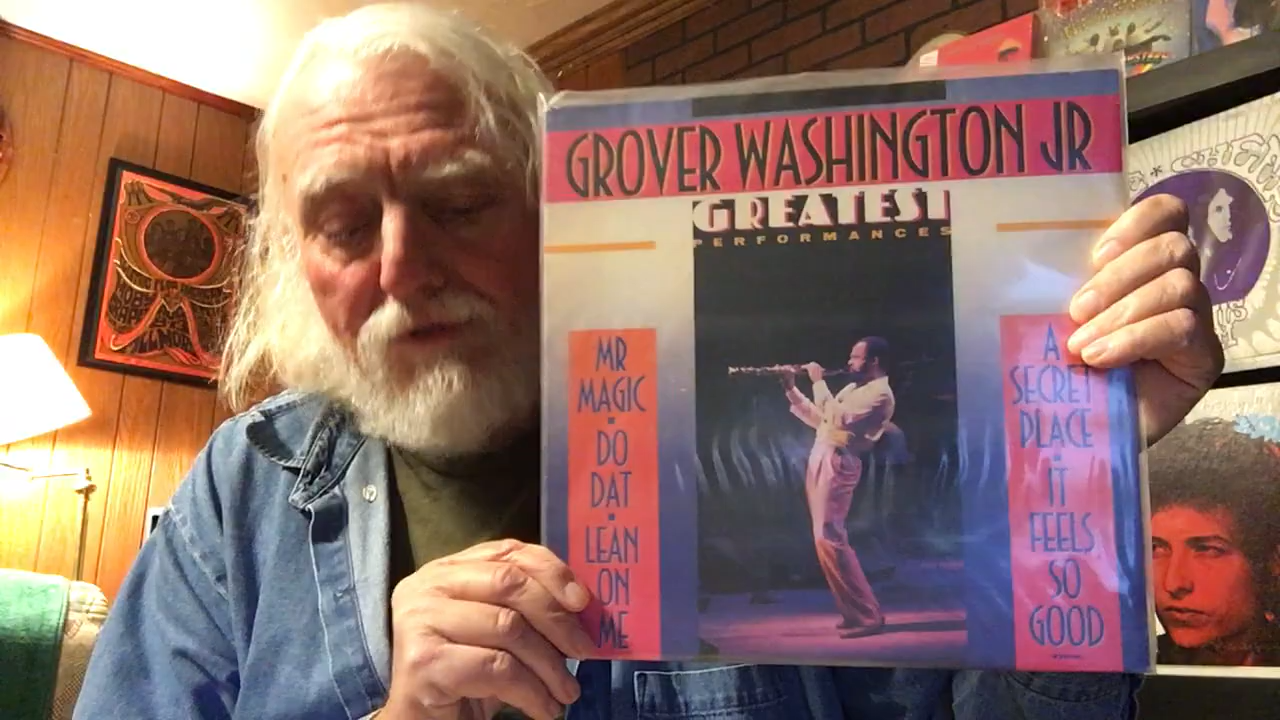 GROVER WASHINGTON JR
GREATEST
PERFORMANCES
MR
MAGIC
·
DO
DAT
·
LEAN
ON
ME
A
SECRET
PLACE
·
IT
FEELS
SO
GOOD